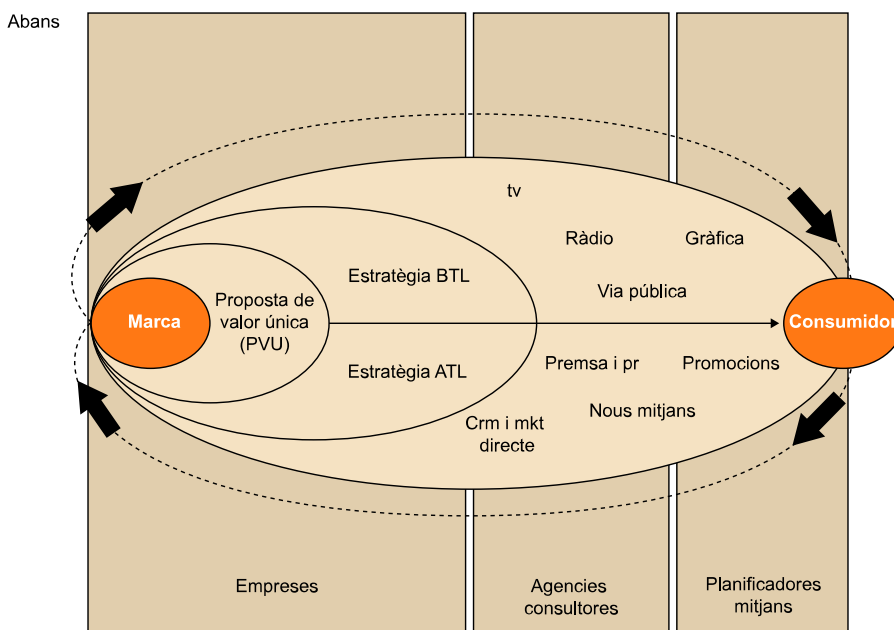 Abans
tv
Ràdio
Gràfica
Estratègia BTL
Via pública
Marca
Proposta de
valor única
(PVU)
Consumidor
Estratègia ATL
Premsa i pr
Promocions
Nous mitjans
Crm i mkt
directe
Empreses
Agencies
consultores
Planificadores
mitjans